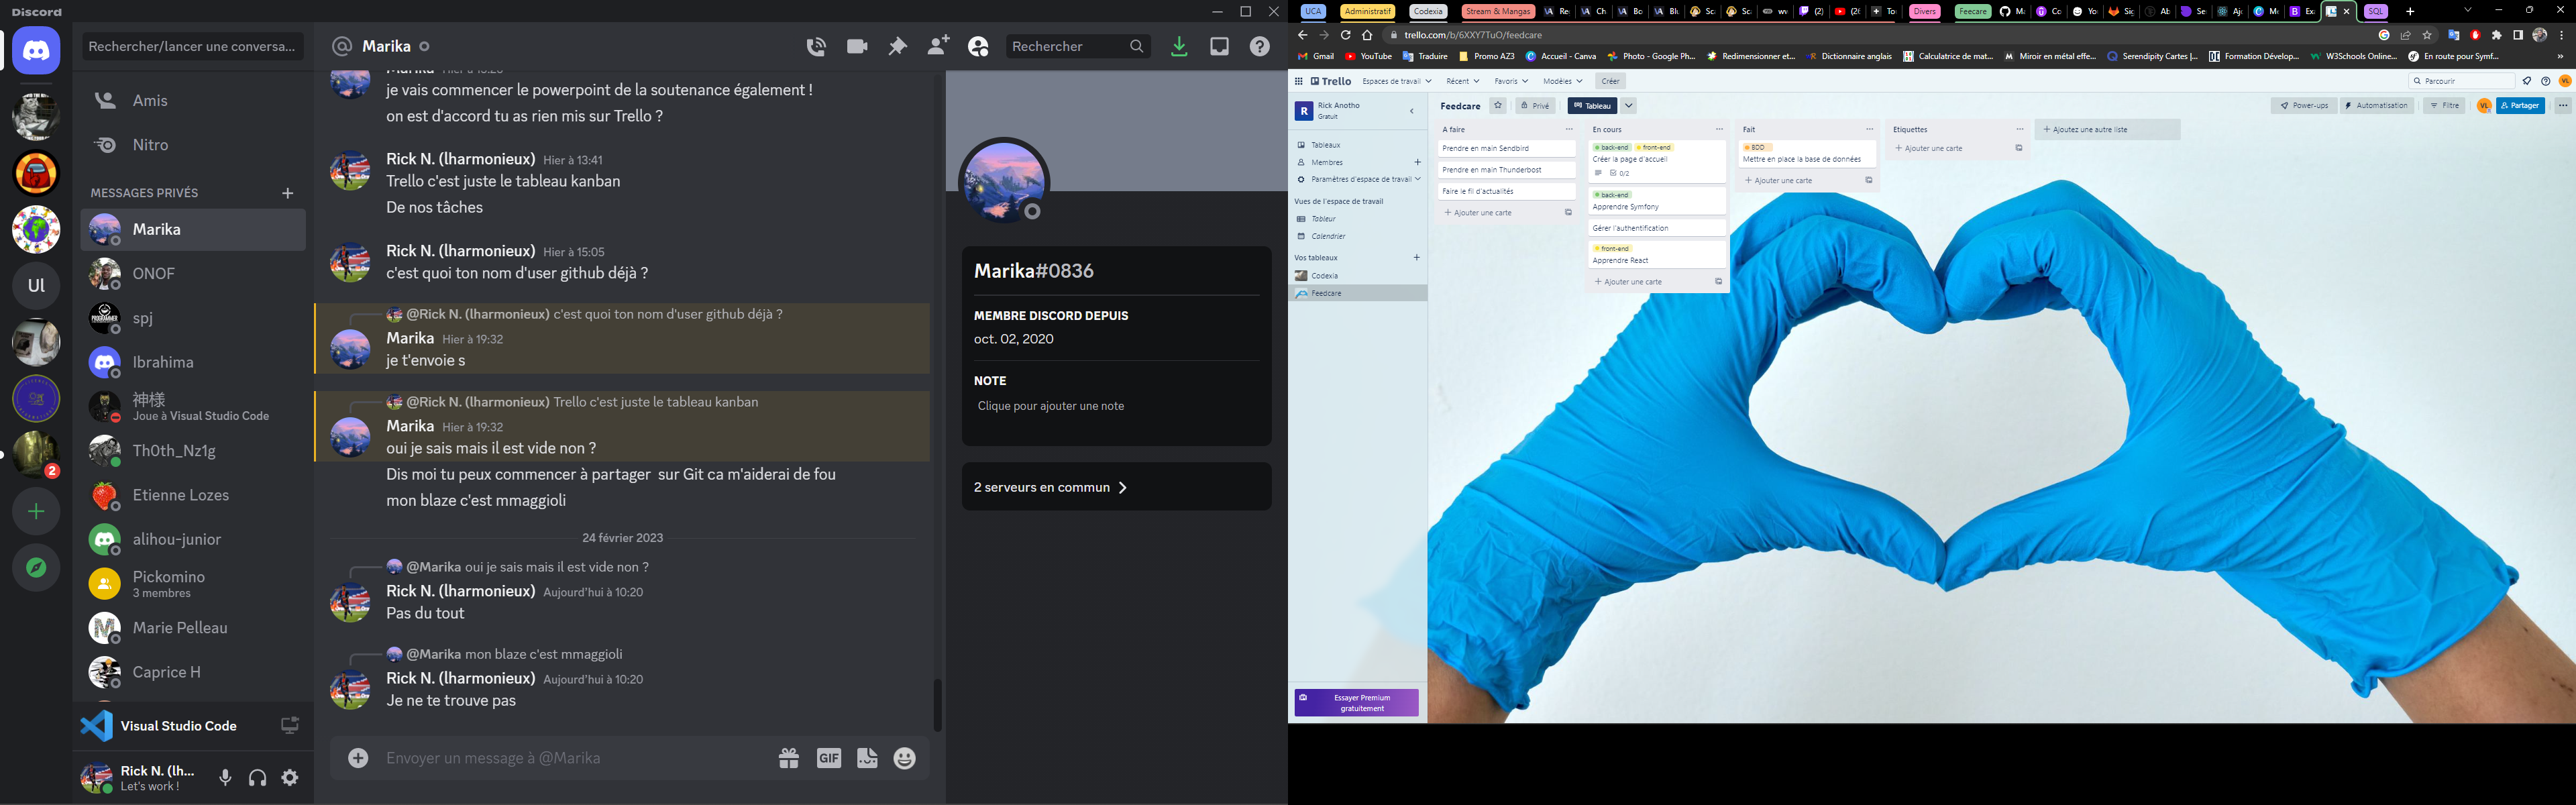 Discord
Rechercher/lancer une conversa...
Amis
Nitro
MESSAGES PRIVÉS
Marika
ONOF
spj
Ibrahima
神様
Joue à Visual Studio Code
Th0th_Nz1g
Etienne Lozes
alihou-junior
Pickomino
3 membres
Marie Pelleau
Caprice H
UI
2
Visual Studio Code
Rick N. (lh...
Let's work !
Marika
Rechercher
je vais commencer le powerpoint de la soutenance également !
on est d'accord tu as rien mis sur Trello ?
Rick N. (lharmonieux) Hier à 13:41
Trello c'est juste le tableau kanban
De nos tâches
Rick N. (lharmonieux) Hier à 15:05
c'est quoi ton nom d'user github déjà ?
@Rick N. (lharmonieux) c'est quoi ton nom d'user github déjà ?
Marika Hier à 19:32
je t'envoie s
@Rick N. (lharmonieux) Trello c'est juste le tableau kanban
Marika Hier à 19:32
oui je sais mais il est vide non ?
Dis moi tu peux commencer à partager sur Git ca m'aiderai de fou
mon blaze c'est mmaggioli
24 février 2023
@Marika oui je sais mais il est vide non ?
Rick N. (lharmonieux) Aujourd'hui à 10:20
Pas du tout
@Marika mon blaze c'est mmaggioli
Rick N. (lharmonieux) Aujourd'hui à 10:20
Je ne te trouve pas
Envoyer un message à @Marika
GIF
Marika#0836
MEMBRE DISCORD DEPUIS
oct. 02, 2020
NOTE
Clique pour ajouter une note
2 serveurs en commun
UCA
Administratif
Codexia
Stream & Mangas
Divers
Feecare
SQL
trello.com/b/6XXY7TuO/feedcare
Gmail
YouTube
Traduire
Promo AZ3
Accueil - Canva
Photo - Google Ph...
Redimensionner et...
Dictionnaire anglais
Calculatrice de mat...
Miroir en métal effe...
Serendipity Cartes |...
Formation Dévelop...
W3Schools Online...
En route pour Symf...
Trello
Espaces de travail
Récent
Favoris
Modèles
Créer
Parcourir
VL
R
Rick Anotho
Gratuit
Feedcare
Privé
Tableau
Power-ups
Automatisation
Filtre
VL
Partager
Tableaux
Membres
Paramètres d'espace de travail
Vues de l'espace de travail
Tableur
Calendrier
Vos tableaux
Codexia
Feedcare
Essayer Premium
gratuitement
A faire
Prendre en main Sendbird
Prendre en main Thunderbost
Faire le fil d'actualités
Ajouter une carte
En cours
back-end front-end
Créer la page d'accueil
0/2
back-end
Apprendre Symfony
Gérer l'authentification
front-end
Apprendre React
Ajouter une carte
Fait
BDD
Mettre en place la base de données
Ajouter une carte
Etiquettes
Ajouter une carte
Ajoutez une autre liste